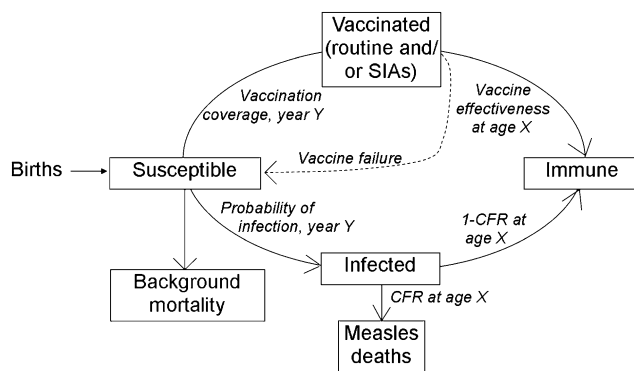 Vaccinated
(routine and/
or SIAs)
Vaccination
coverage, year Y
Vaccine
effectiveness
at age X
Births
Susceptible
Vaccine failure
Immune
Probability of
infection, year Y
1-CFR at
age X
Infected
Background
mortality
CFR at age X
Measles
deaths